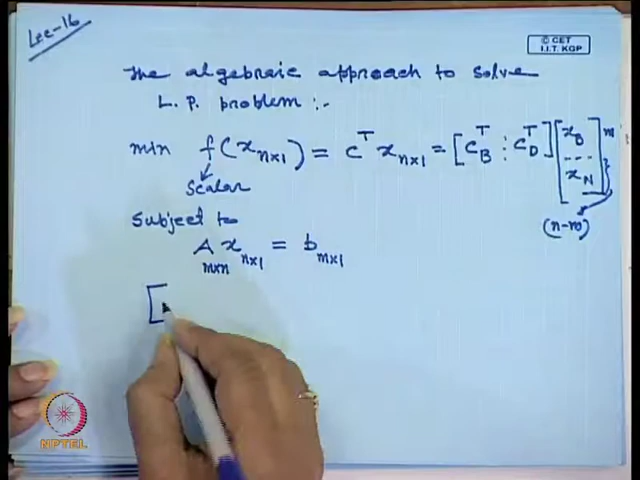 Lec-16
© CET
I.I.T. KGP
The algebraic approach to solve
L.P. problem :-
min f(x_{n×1}) = c^T x_{n×1} = [c_B^T ⋮ c_D^T] [x_B --- x_N] m
scalar
(n-m)
Subject to
A_{m×n} x_{n×1} = b_{m×1}
[
NPTEL